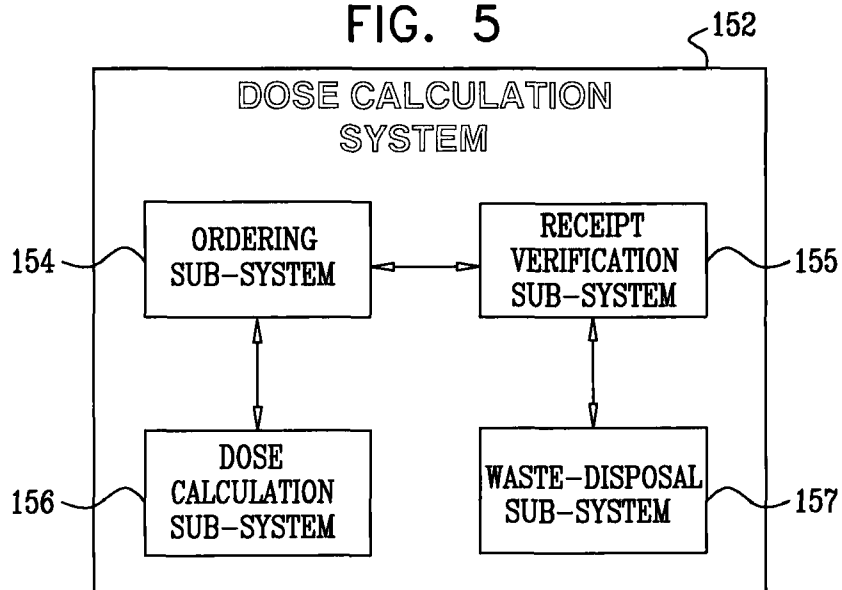 FIG. 5
152
DOSE CALCULATION
SYSTEM
154
ORDERING
SUB-SYSTEM
RECEIPT
VERIFICATION
SUB-SYSTEM
155
156
DOSE
CALCULATION
SUB-SYSTEM
WASTE-DISPOSAL
SUB-SYSTEM
157